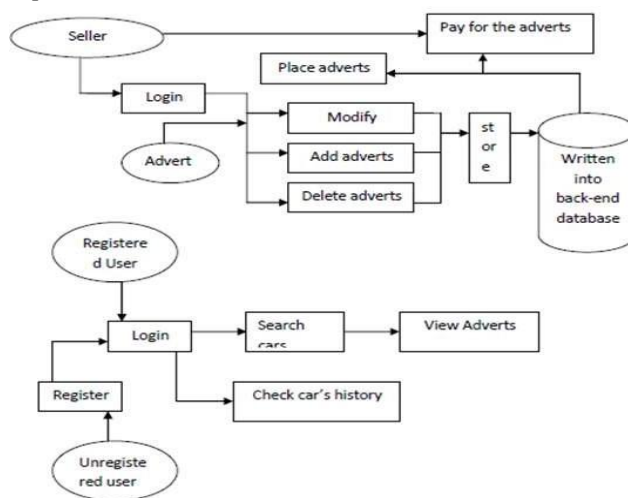 Seller
Pay for the adverts
Place adverts
Login
Modify
Advert
Add adverts
Delete adverts
st
or
e
Written
into
back-end
database
Registere
d User
Login
Search
cars
View Adverts
Register
Check car's history
Unregiste
red user